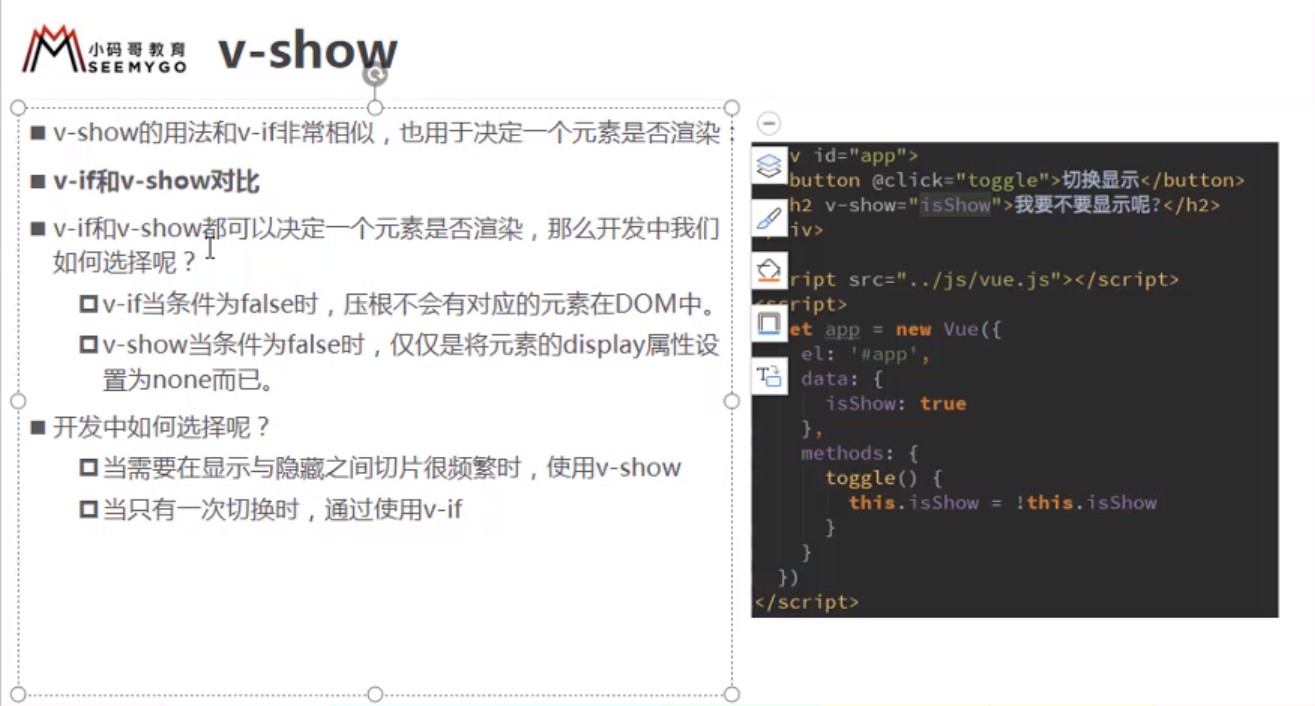 小码哥教育
SEEMYGO
v-show
v-show的用法和v-if非常相似，也用于决定一个元素是否渲染：
v-if和v-show对比
v-if和v-show都可以决定一个元素是否渲染，那么开发中我们
如何选择呢？
v-if当条件为false时，压根不会有对应的元素在DOM中。
v-show当条件为false时，仅仅是将元素的display属性设
置为none而已。
开发中如何选择呢？
当需要在显示与隐藏之间切片很频繁时，使用v-show
当只有一次切换时，通过使用v-if
v id="app">
button @click="toggle">切换显示</button>
h2 v-show="isShow">我要不要显示呢?</h2>
iv>
ript src="../js/vue.js"></script>
<script>
et app = new Vue({
el: '#app',
data: {
isShow: true
},
methods: {
toggle() {
this.isShow = !this.isShow
}
}
})
</script>